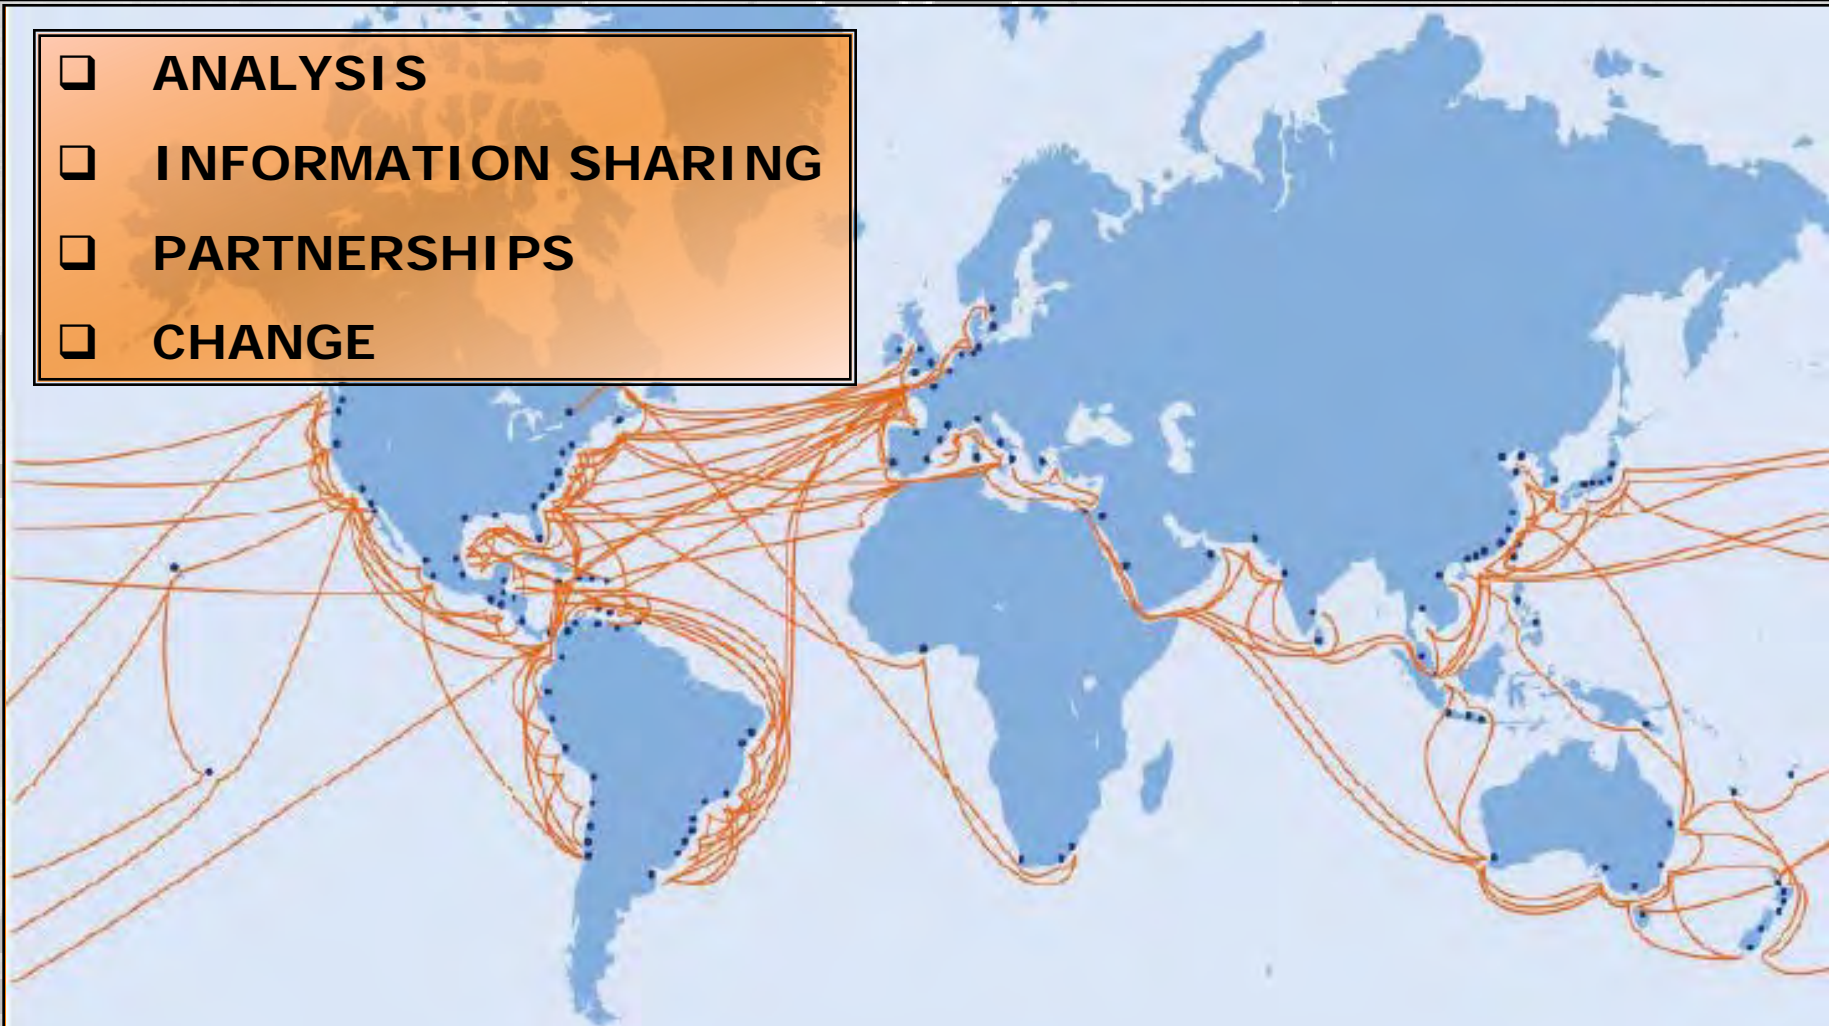 ❑ ANALYSIS
❑ INFORMATION SHARING
❑ PARTNERSHIPS
❑ CHANGE